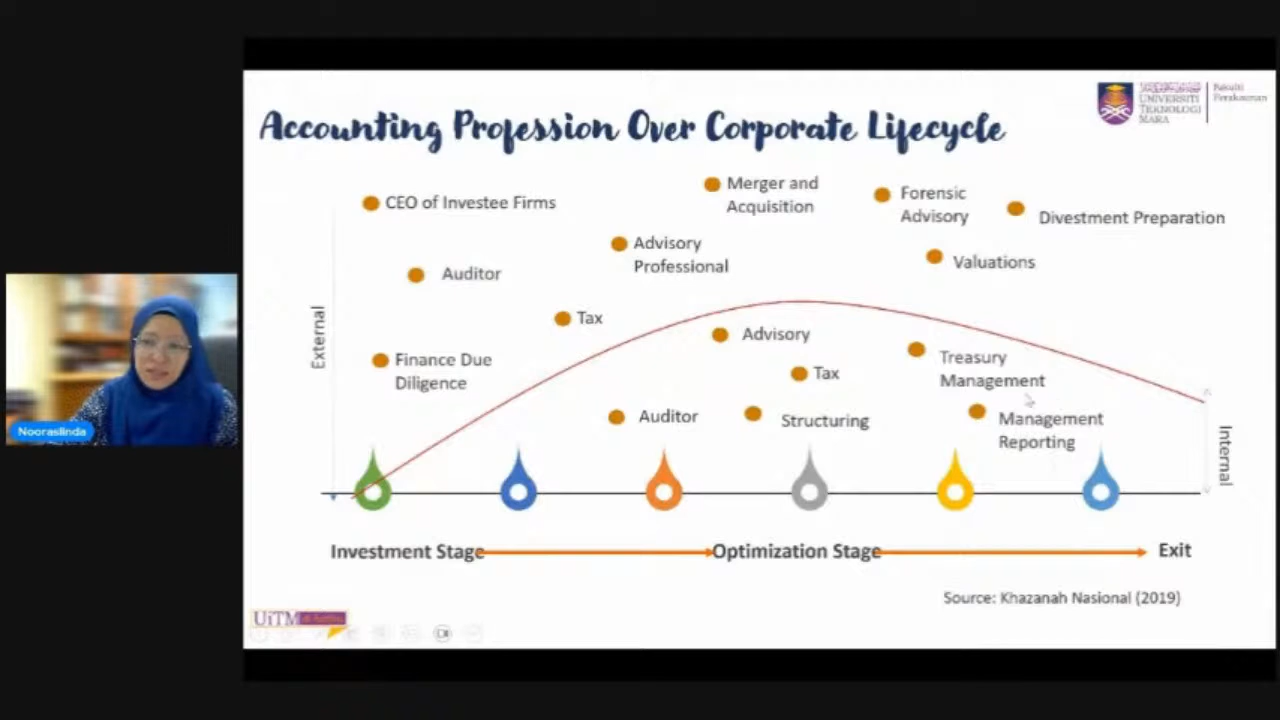 Accounting Profession Over Corporate Lifecycle
UNIVERSITI
TEKNOLOGI
MARA
Fakulti
Perakaunan
CEO of Investee Firms
Merger and
Acquisition
Forensic
Advisory
Divestment Preparation
Auditor
Advisory
Professional
Valuations
Tax
External
Finance Due
Diligence
Advisory
Tax
Treasury
Management
Auditor
Structuring
Management
Reporting
Internal
Nooraslinda
Investment Stage
Optimization Stage
Exit
Source: Khazanah Nasional (2019)
UiTM